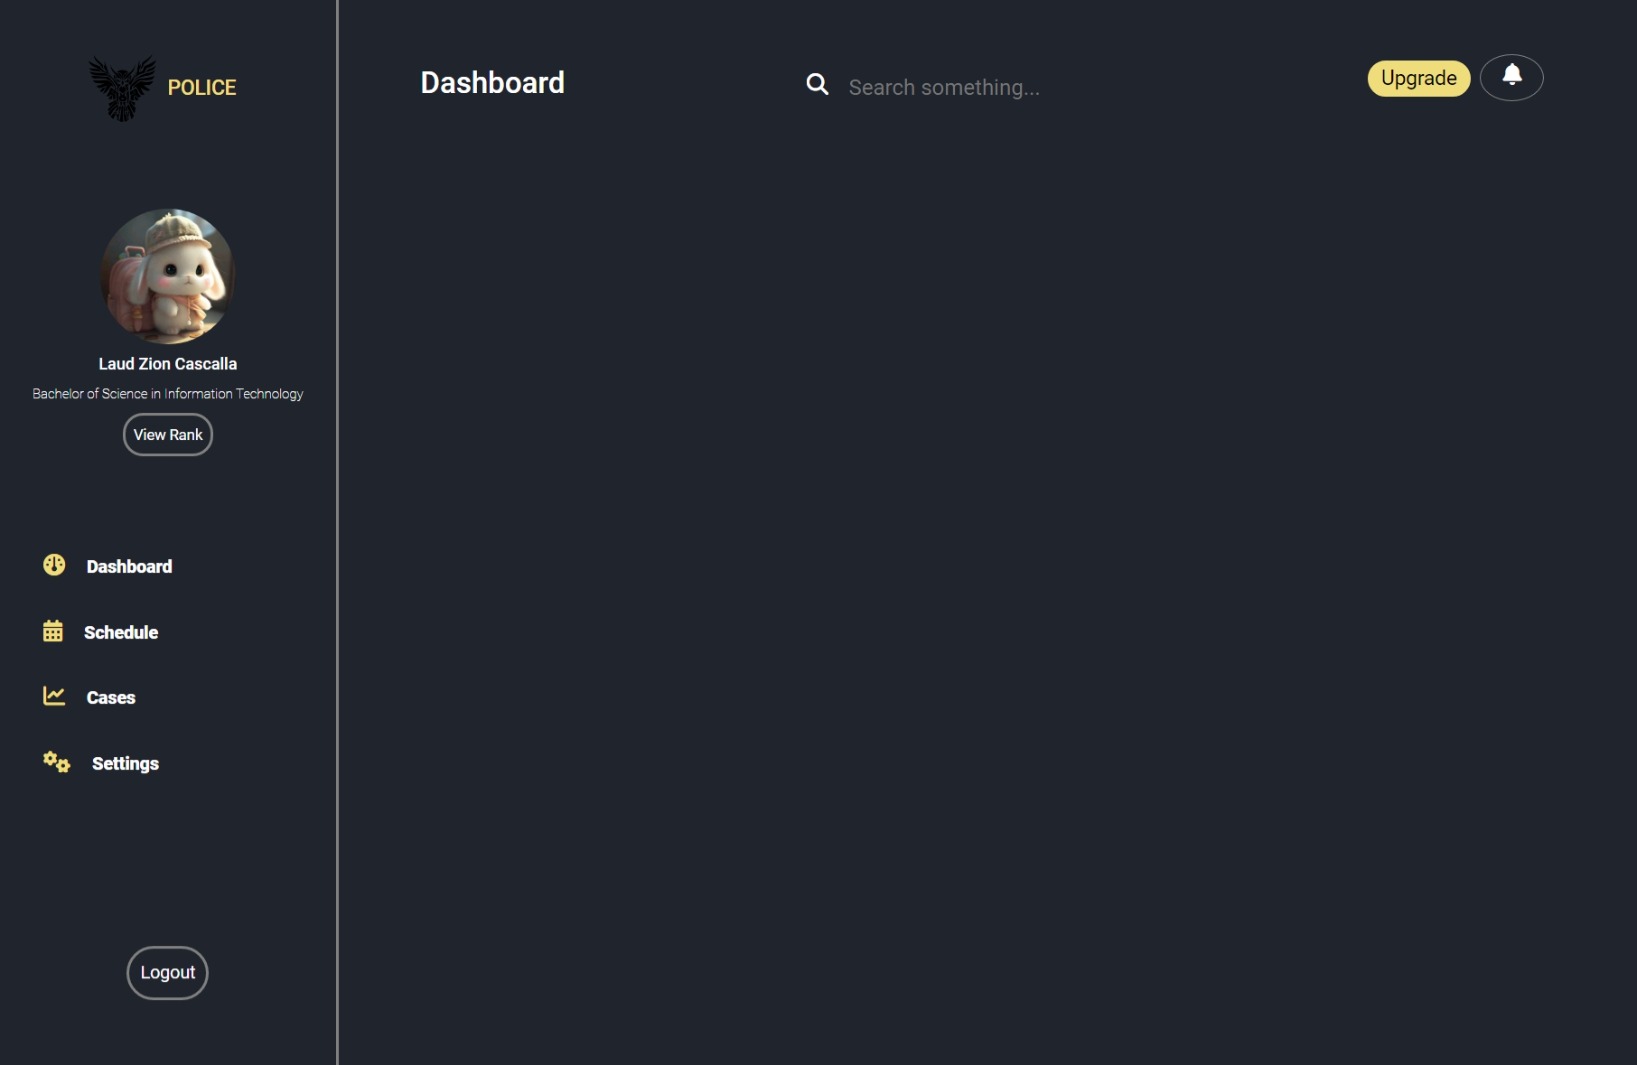 POLICE
Laud Zion Cascalla
Bachelor of Science in Information Technology
View Rank
Dashboard
Schedule
Cases
Settings
Logout
Dashboard
Search something...
Upgrade